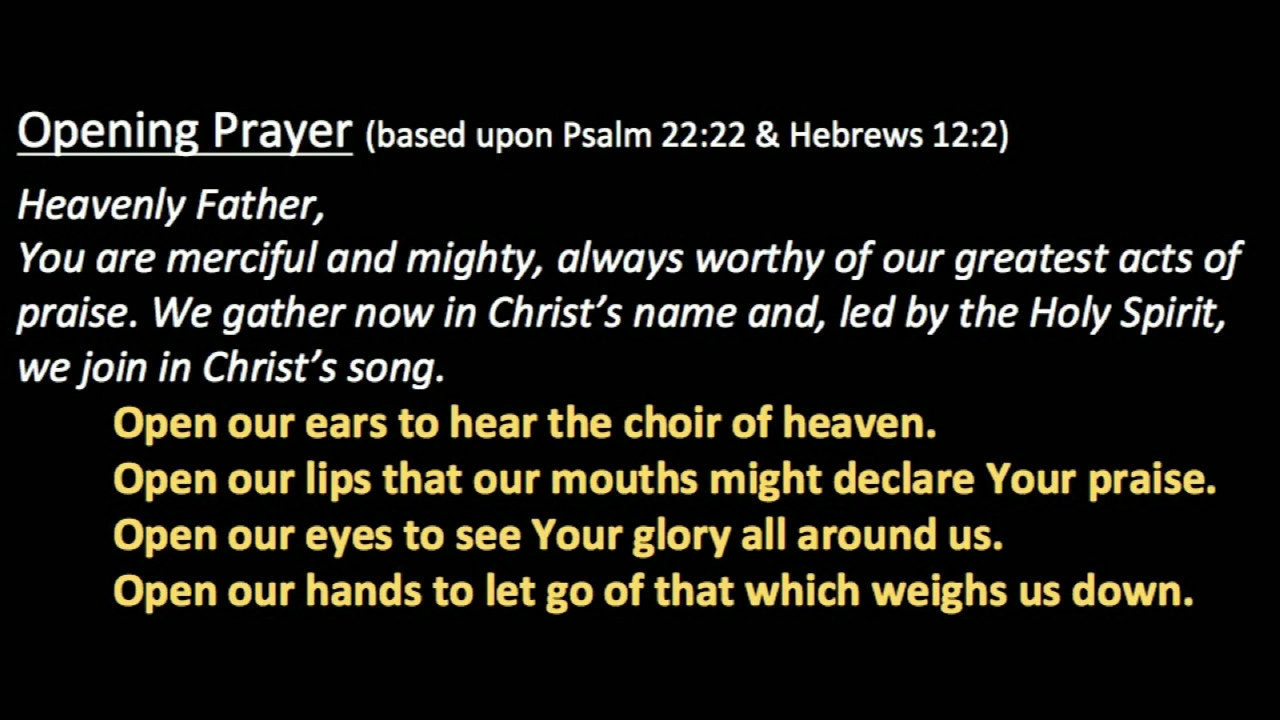 Opening Prayer (based upon Psalm 22:22 & Hebrews 12:2)
Heavenly Father,
You are merciful and mighty, always worthy of our greatest acts of
praise. We gather now in Christ’s name and, led by the Holy Spirit,
we join in Christ’s song.
Open our ears to hear the choir of heaven.
Open our lips that our mouths might declare Your praise.
Open our eyes to see Your glory all around us.
Open our hands to let go of that which weighs us down.